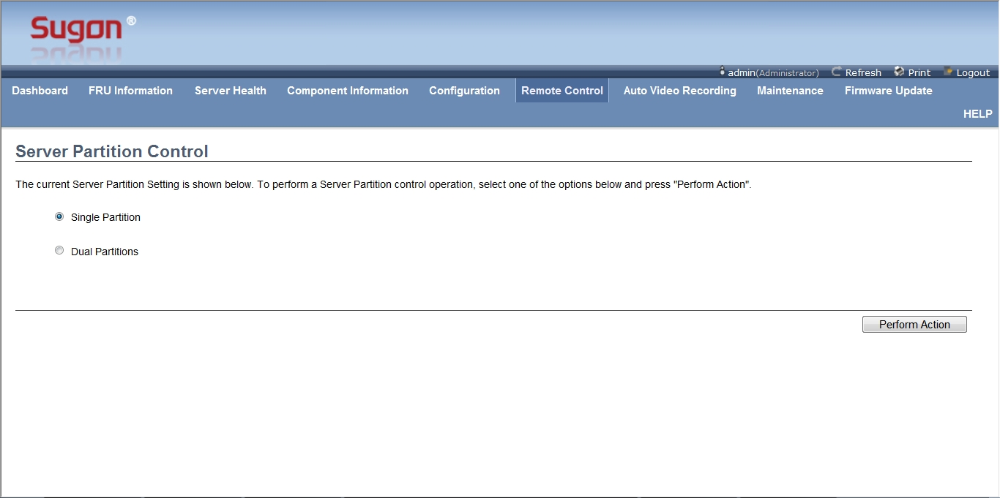 Sugon ®
admin(Administrator) Refresh Print Logout
Dashboard FRU Information Server Health Component Information Configuration Remote Control Auto Video Recording Maintenance Firmware Update
HELP
Server Partition Control
The current Server Partition Setting is shown below. To perform a Server Partition control operation, select one of the options below and press "Perform Action".
Single Partition
Dual Partitions
Perform Action